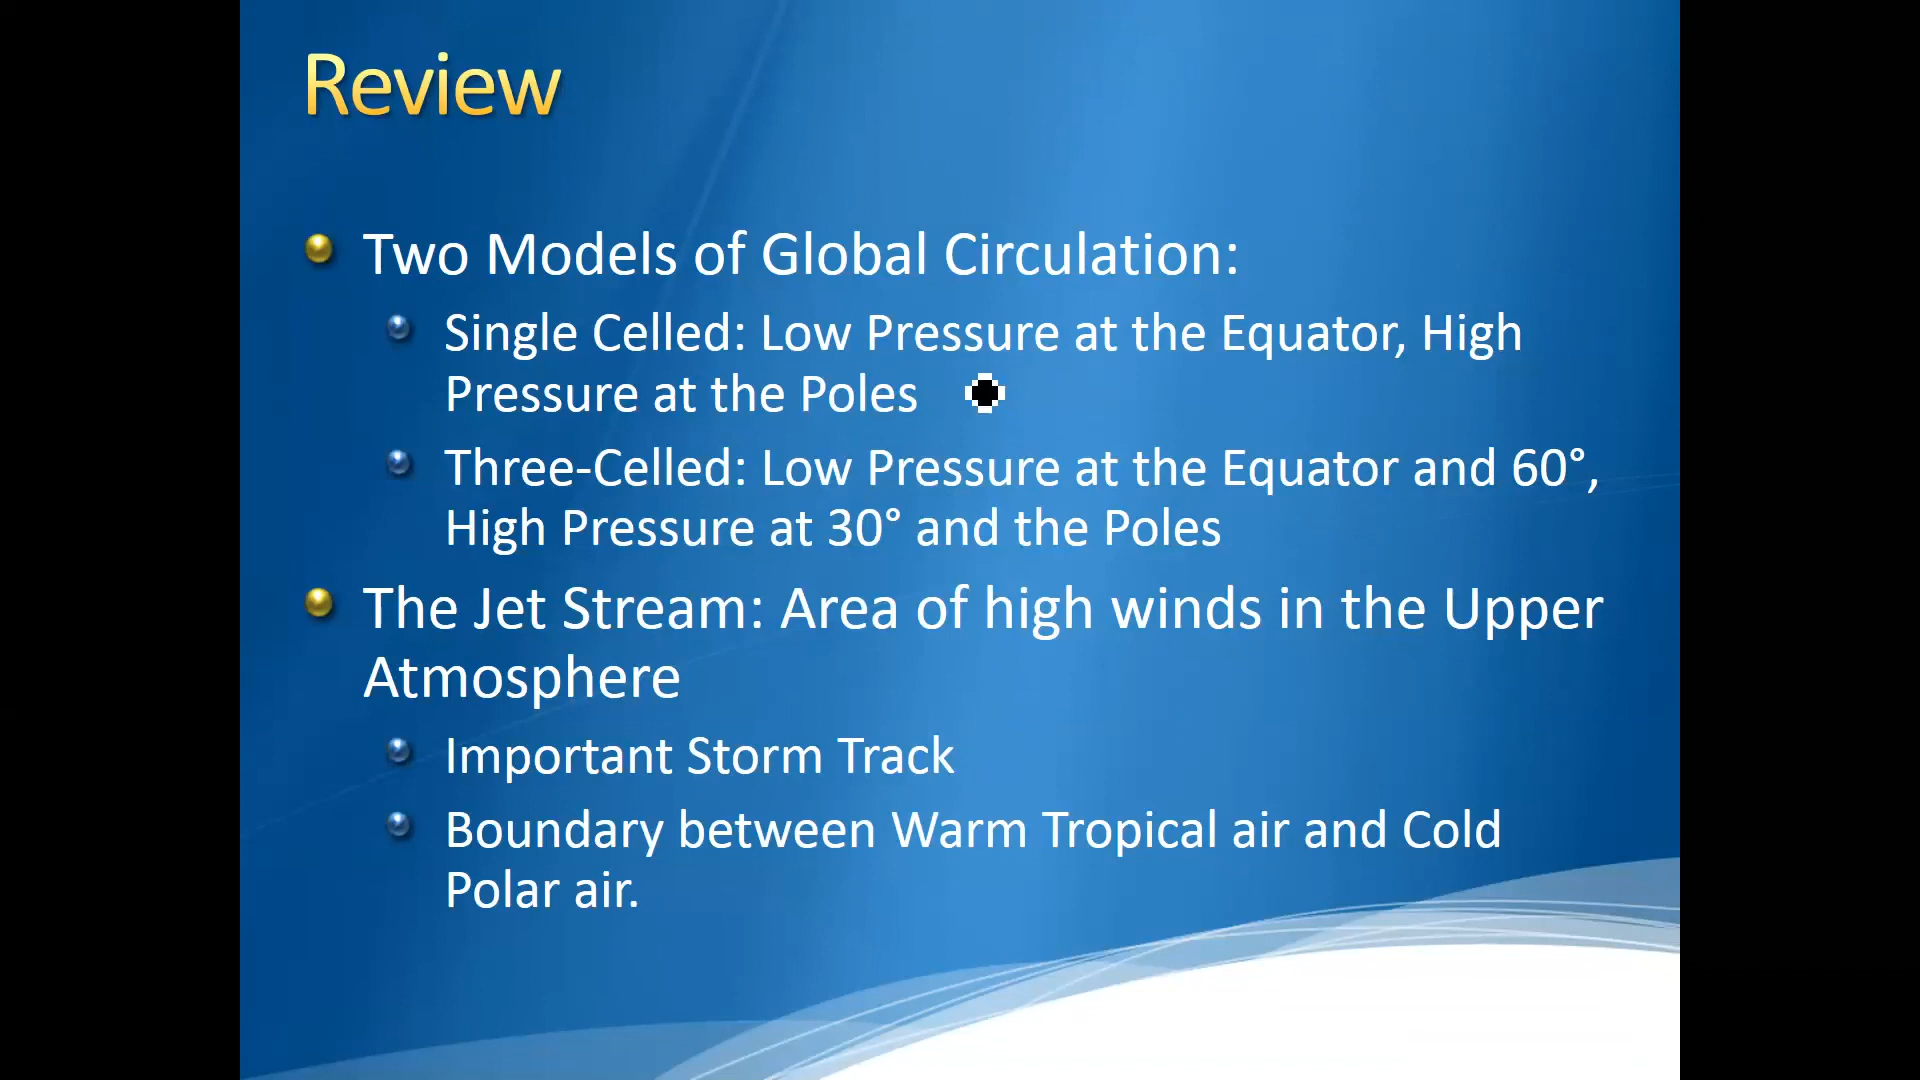 Review
Two Models of Global Circulation:
Single Celled: Low Pressure at the Equator, High
Pressure at the Poles
Three-Celled: Low Pressure at the Equator and 60°,
High Pressure at 30° and the Poles
The Jet Stream: Area of high winds in the Upper
Atmosphere
Important Storm Track
Boundary between Warm Tropical air and Cold
Polar air.